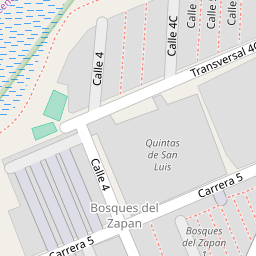 Calle 4
Calle 4C
Calle
Calle
Transversal 4C
Quintas
de San
Luis
Calle 4
Carrera 5
Bosques del
Zapan
Carrera 5
Bosques
del Zapan
1